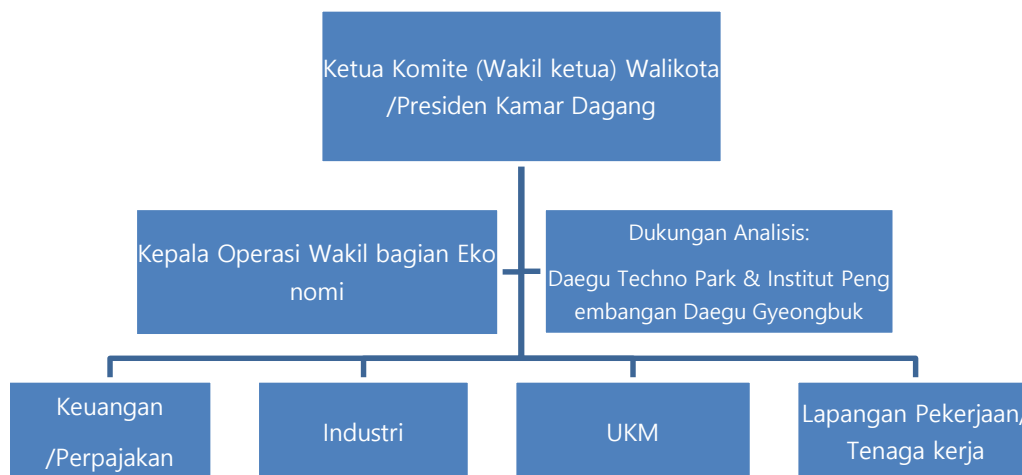 Ketua Komite (Wakil ketua) Walikota
/Presiden Kamar Dagang
Kepala Operasi Wakil bagian Eko
nomi
Dukungan Analisis:
Daegu Techno Park & Institut Peng
embangan Daegu Gyeongbuk
Keuangan
/Perpajakan
Industri
UKM
Lapangan Pekerjaan/
Tenaga kerja